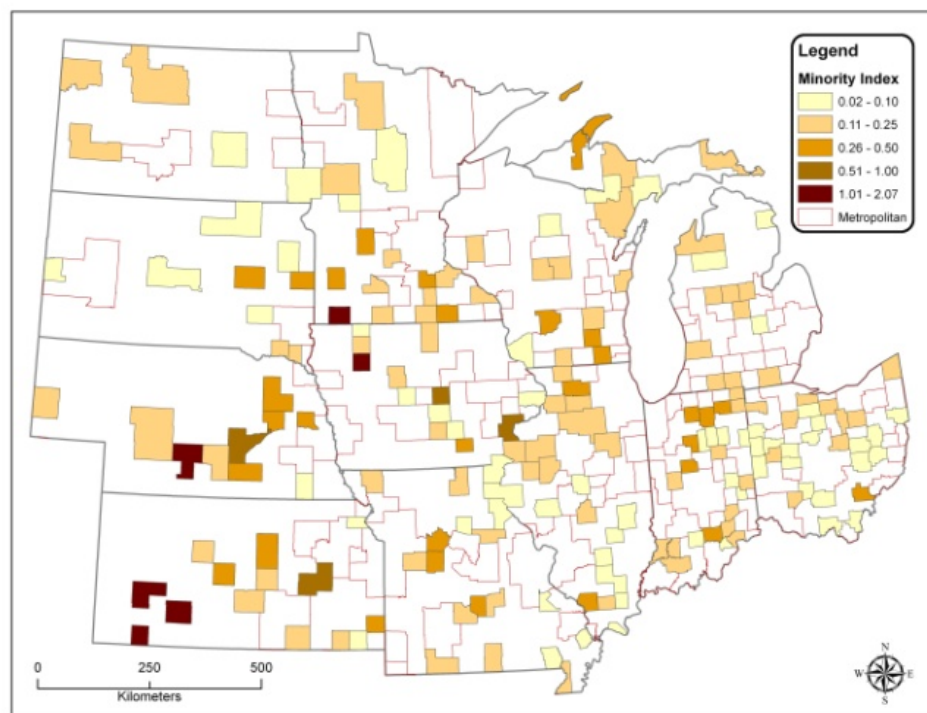 Legend
Minority Index
0.02 - 0.10
0.11 - 0.25
0.26 - 0.50
0.51 - 1.00
1.01 - 2.07
Metropolitan
0 250 500
Kilometers
N
W E
S